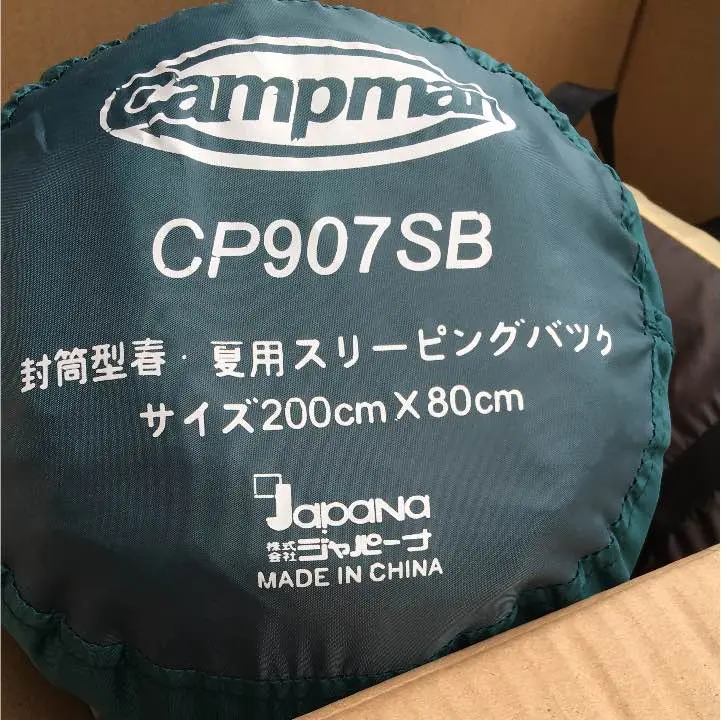 campman
CP907SB
封筒型春・夏用スリーピングバック
サイズ200cm X 80cm
JapaNa
株式会社 ジャパーナ
MADE IN CHINA